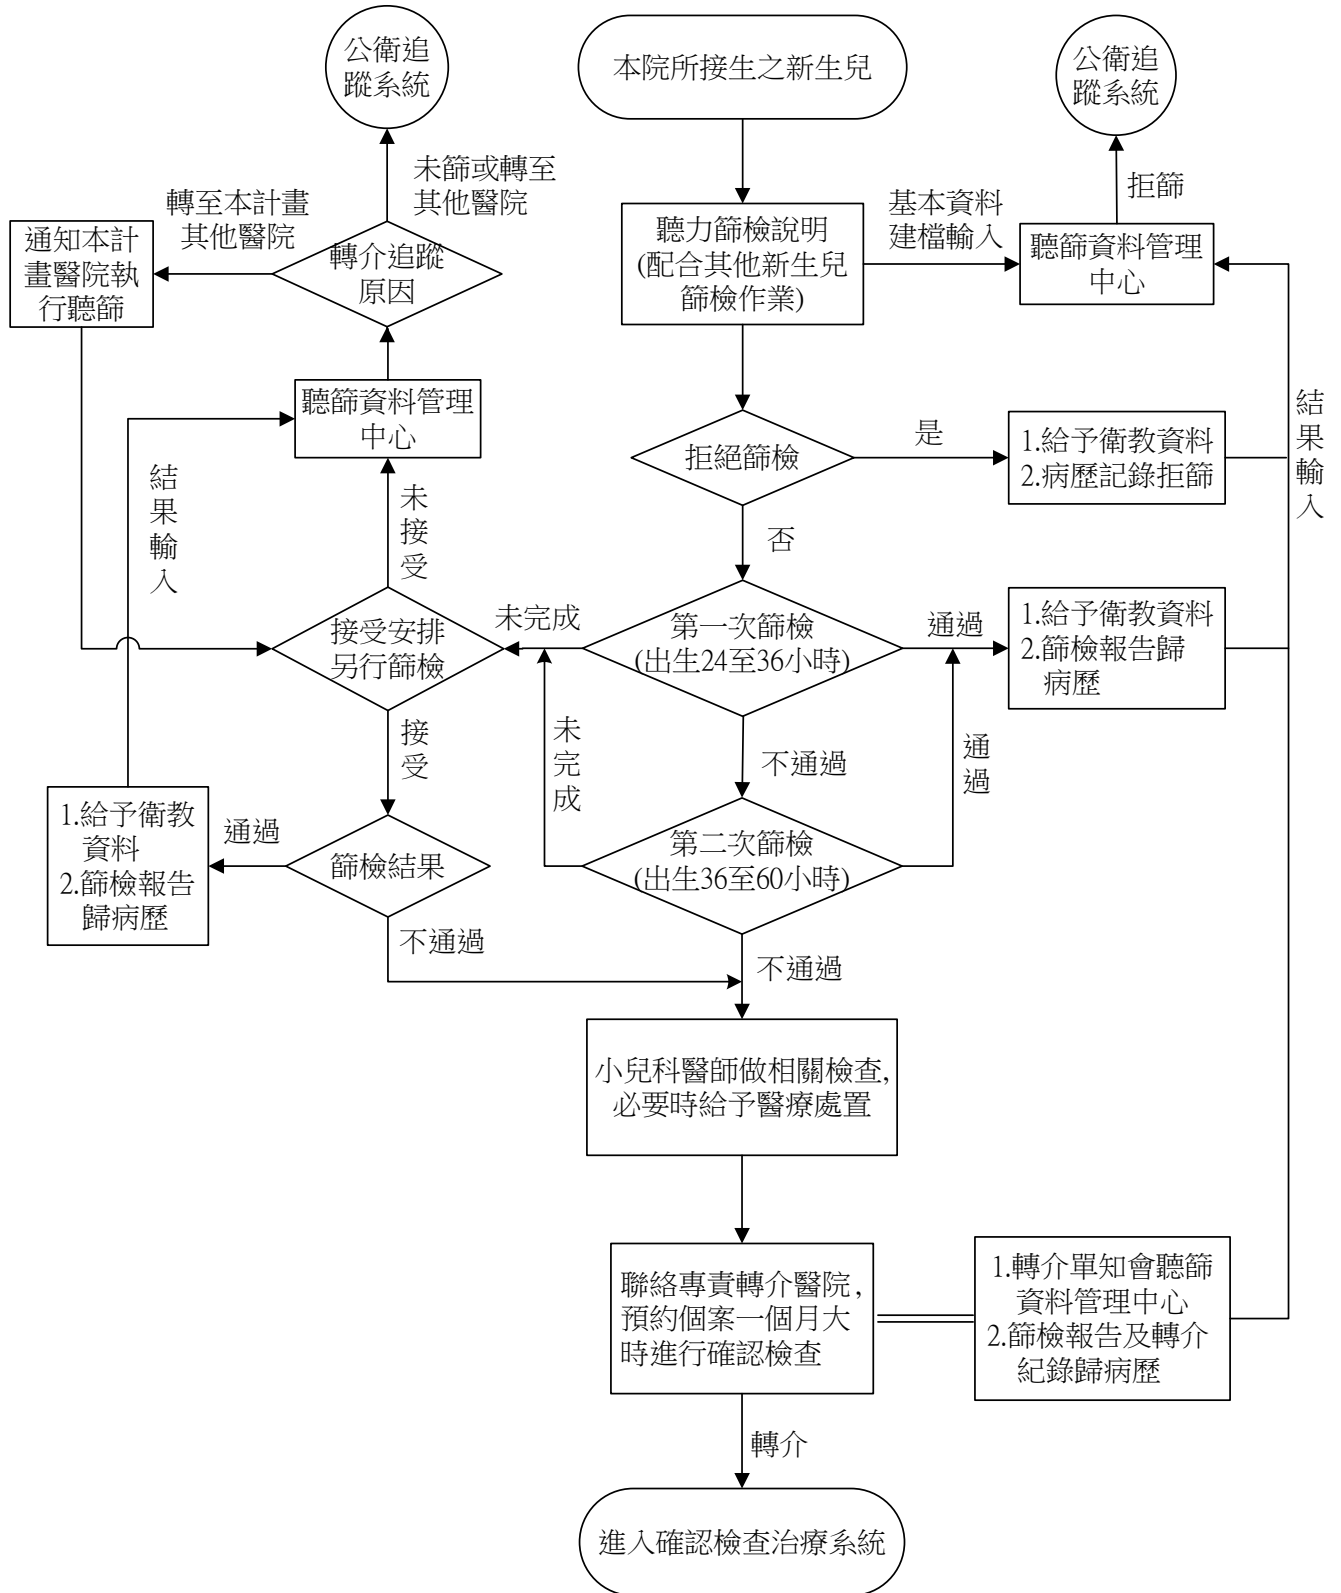 公衛追
蹤系統
本院所接生之新生兒
公衛追
蹤系統
未篩或轉至
其他醫院
轉至本計畫
其他醫院
拒篩
基本資料
建檔輸入
通知本計
畫醫院執
行聽篩
轉介追蹤
原因
聽力篩檢說明
(配合其他新生兒
篩檢作業)
聽篩資料管理
中心
聽篩資料管理
中心
結果輸入
拒絕篩檢
是
1.給予衛教資料
2.病歷記錄拒篩
結果輸入
未接受
否
接受安排
另行篩檢
未完成
第一次篩檢
(出生24至36小時)
通過
1.給予衛教資料
2.篩檢報告歸
病歷
接受
未完成
不通過
通過
1.給予衛教
資料
2.篩檢報告
歸病歷
通過
篩檢結果
第二次篩檢
(出生36至60小時)
不通過
不通過
小兒科醫師做相關檢查,
必要時給予醫療處置
聯絡專責轉介醫院,
預約個案一個月大
時進行確認檢查
1.轉介單知會聽篩
資料管理中心
2.篩檢報告及轉介
紀錄歸病歷
轉介
進入確認檢查治療系統